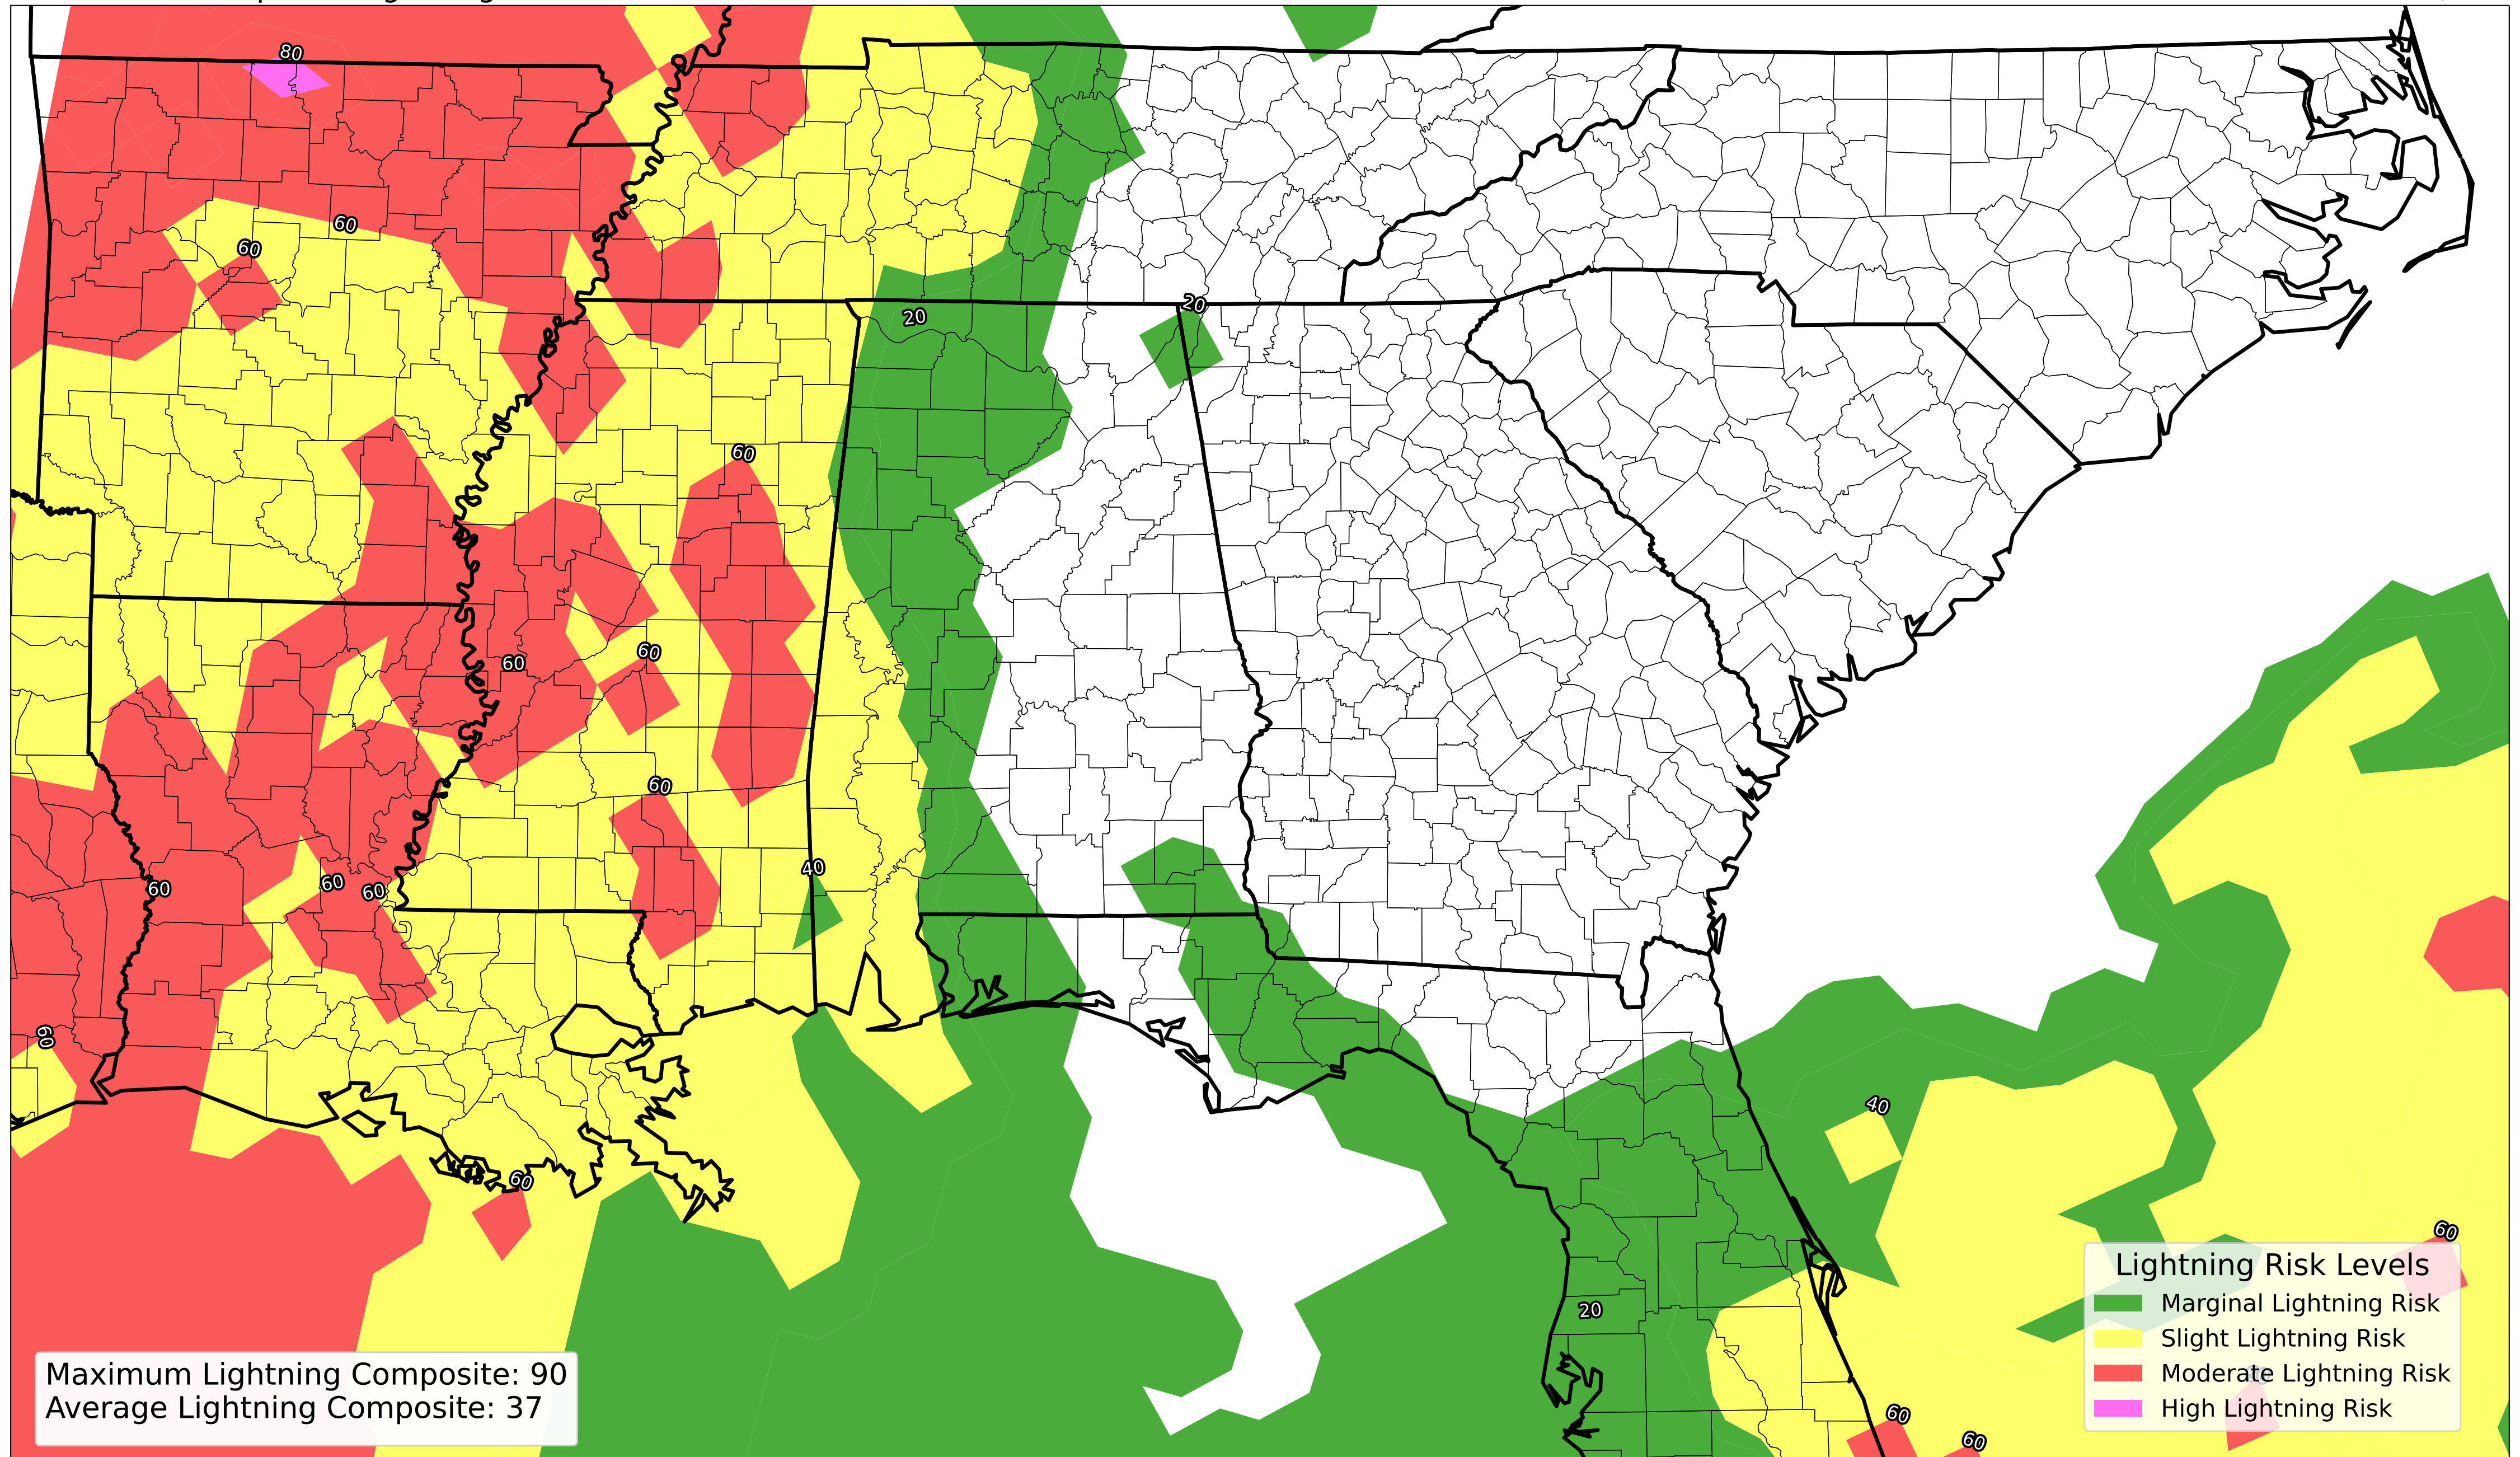 80
60
60
20
20
60
60
60
60
40
60
60
60
60
40
60
60
20
60
60
Lightning Risk Levels
Marginal Lightning Risk
Slight Lightning Risk
Moderate Lightning Risk
High Lightning Risk
Maximum Lightning Composite: 90
Average Lightning Composite: 37